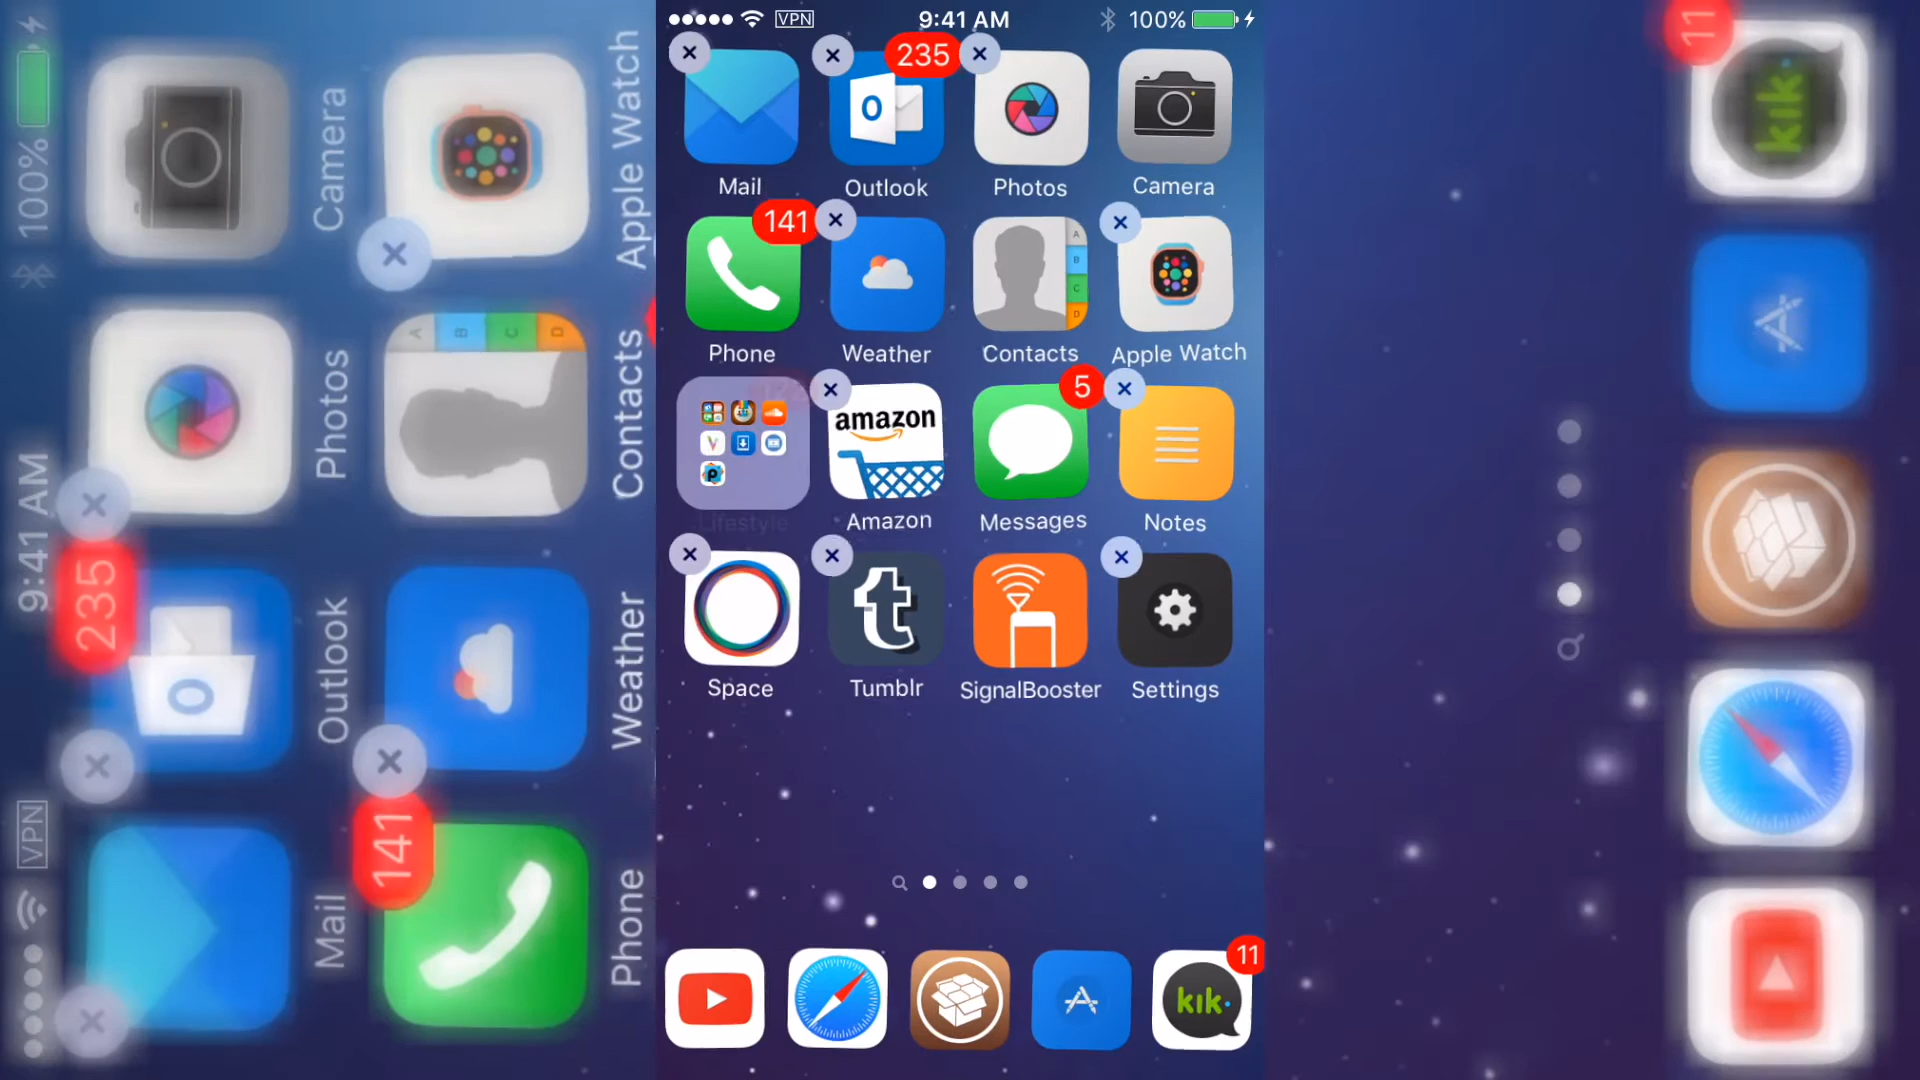 VPN 9:41 AM 100%
235
O
Mail Outlook Photos Camera
141
A
B
C
D
Phone Weather Contacts Apple Watch
5
amazon
Lifestyle Amazon Messages Notes
t
Space Tumblr SignalBooster Settings
11
kik
100%
9:41 AM
VPN
Camera
Photos
235
Outlook
Mail
A B C D
141
Apple Watch
Contacts
Weather
Phone
11
kik